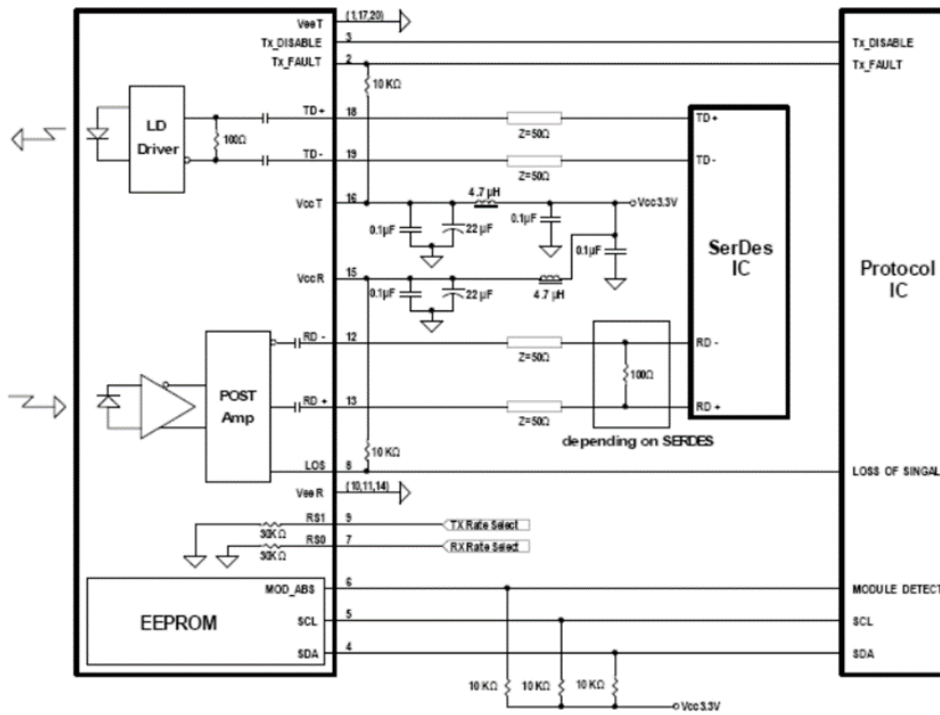 VeeT
(1,17,20)
Tx_DISABLE
3
Tx_DISABLE
Tx_FAULT
2
Tx_FAULT
10 KΩ
LD
Driver
100Ω
TD+
18
Z=50Ω
TD+
TD-
19
Z=50Ω
TD-
VccT
16
4.7 µH
Vcc3.3V
0.1µF
22 µF
0.1µF
0.1µF
SerDes
IC
Protocol
IC
VccR
15
0.1µF
22 µF
4.7 µH
RD -
12
Z=50Ω
RD -
100Ω
POST
Amp
RD +
13
Z=50Ω
RD +
depending on SERDES
10 KΩ
LOS
8
LOSS OF SINGAL
VeeR
(10,11,14)
RS1
9
TX Rate Select
30KΩ
RS0
7
RX Rate Select
30KΩ
MOD_ABS
6
MODULE DETECT
EEPROM
SCL
5
SCL
SDA
4
SDA
10 KΩ
10 KΩ
10 KΩ
Vcc3.3V